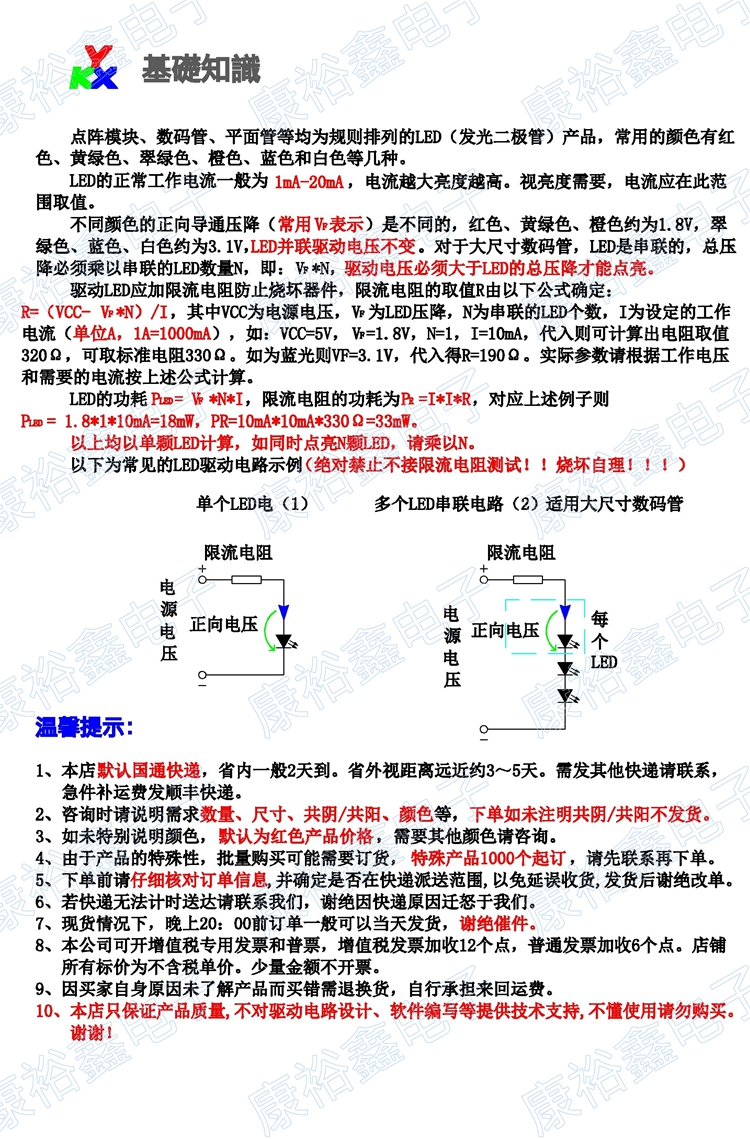 YKX 基礎知識
点阵模块、数码管、平面管等均为规则排列的LED（发光二极管）产品，常用的颜色有红
色、黄绿色、翠绿色、橙色、蓝色和白色等几种。
LED的正常工作电流一般为 1mA-20mA，电流越大亮度越高。视亮度需要，电流应在此范
围取值。
不同颜色的正向导通压降（常用 VF表示）是不同的，红色、黄绿色、橙色约为1.8V，翠
绿色、蓝色、白色约为3.1V,LED并联驱动电压不变。对于大尺寸数码管，LED是串联的，总压
降必须乘以串联的LED数量N，即：VF*N，驱动电压必须大于LED的总压降才能点亮。
驱动LED应加限流电阻防止烧坏器件，限流电阻的取值R由以下公式确定：
R=（VCC- VF*N）/I，其中VCC为电源电压，VF为LED压降，N为串联的LED个数，I为设定的工作
电流（单位A，1A=1000mA），如：VCC=5V，VF=1.8V，N=1，I=10mA，代入则可计算出电阻取值
320Ω，可取标准电阻330Ω。如为蓝光则VF=3.1V，代入得R=190Ω。实际参数请根据工作电压
和需要的电流按上述公式计算。
LED的功耗 PLED= VF *N*I，限流电阻的功耗为PR =I*I*R，对应上述例子则
PLED = 1.8*1*10mA=18mW，PR=10mA*10mA*330Ω=33mW。
以上均以单颗LED计算，如同时点亮N颗LED，请乘以N。
以下为常见的LED驱动电路示例（绝对禁止不接限流电阻测试！！烧坏自理！！！）
单个LED电（1）
多个LED串联电路（2）适用大尺寸数码管
限流电阻
+
电源电压
正向电压
−
限流电阻
+
电源电压
正向电压
每个LED
−
温馨提示：
1、本店默认国通快递，省内一般2天到。省外视距离远近约3～5天。需发其他快递请联系，
急件补运费发顺丰快递。
2、咨询时请说明需求数量、尺寸、共阴/共阳、颜色等，下单如未注明共阴/共阳不发货。
3、如未特别说明颜色，默认为红色产品价格，需要其他颜色请咨询。
4、由于产品的特殊性，批量购买可能需要订货，特殊产品1000个起订，请先联系再下单。
5、下单前请仔细核对订单信息,并确定是否在快递派送范围,以免延误收货,发货后谢绝改单。
6、若快递无法计时送达请联系我们，谢绝因快递原因迁怒于我们。
7、现货情况下，晚上20：00前订单一般可以当天发货，谢绝催件。
8、本公司可开增值税专用发票和普票，增值税发票加收12个点，普通发票加收6个点。店铺
所有标价为不含税单价。少量金额不开票。
9、因买家自身原因未了解产品而买错需退换货，自行承担来回运费。
10、本店只保证产品质量,不对驱动电路设计、软件编写等提供技术支持,不懂使用请勿购买。
谢谢！
康裕鑫电子